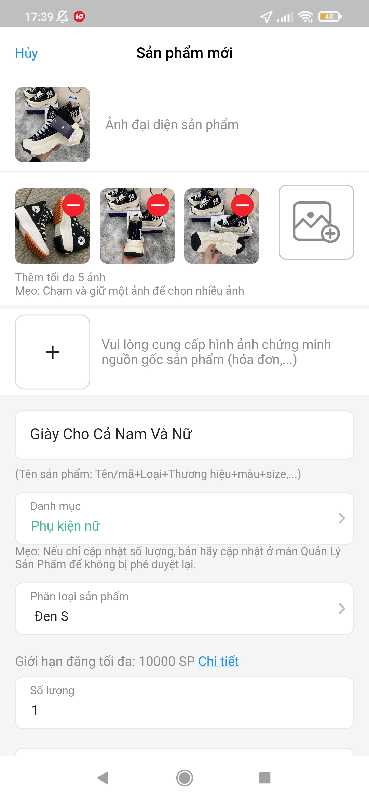 17:39
48
Hủy
Sản phẩm mới
Ảnh đại diện sản phẩm
Thêm tối đa 5 ảnh
Mẹo: Chạm và giữ một ảnh để chọn nhiều ảnh
Vui lòng cung cấp hình ảnh chứng minh
nguồn gốc sản phẩm (hóa đơn,...)
Giày Cho Cả Nam Và Nữ
(Tên sản phẩm: Tên/mã+Loại+Thương hiệu+màu+size,...)
Danh mục
Phụ kiện nữ
Mẹo: Nếu chỉ cập nhật số lượng, bản hãy cập nhật ở màn Quản Lý
Sản Phẩm để không bị phê duyệt lại.
Phân loại sản phẩm
Đen S
Giới hạn đăng tối đa: 10000 SP Chi tiết
Số lượng
1